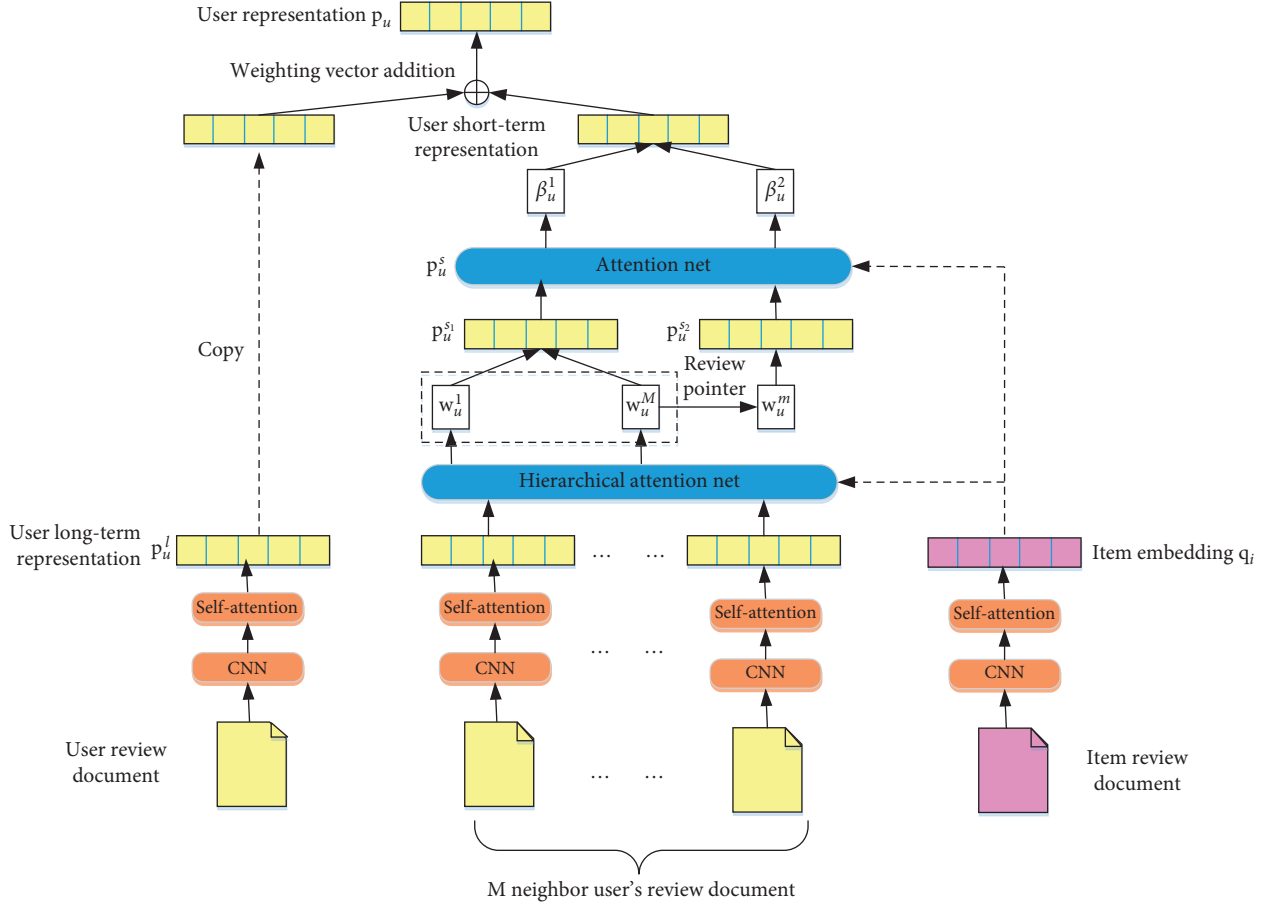 User representation p_u
Weighting vector addition
User short-term
representation
β_u^1
β_u^2
p_u^s
Attention net
p_u^{s_1}
p_u^{s_2}
Copy
Review
pointer
w_u^1
w_u^M
w_u^m
Hierarchical attention net
User long-term
representation
p_u^l
... ...
Item embedding q_i
Self-attention
Self-attention
Self-attention
Self-attention
... ...
CNN
CNN
CNN
CNN
User review
document
... ...
Item review
document
M neighbor user's review document